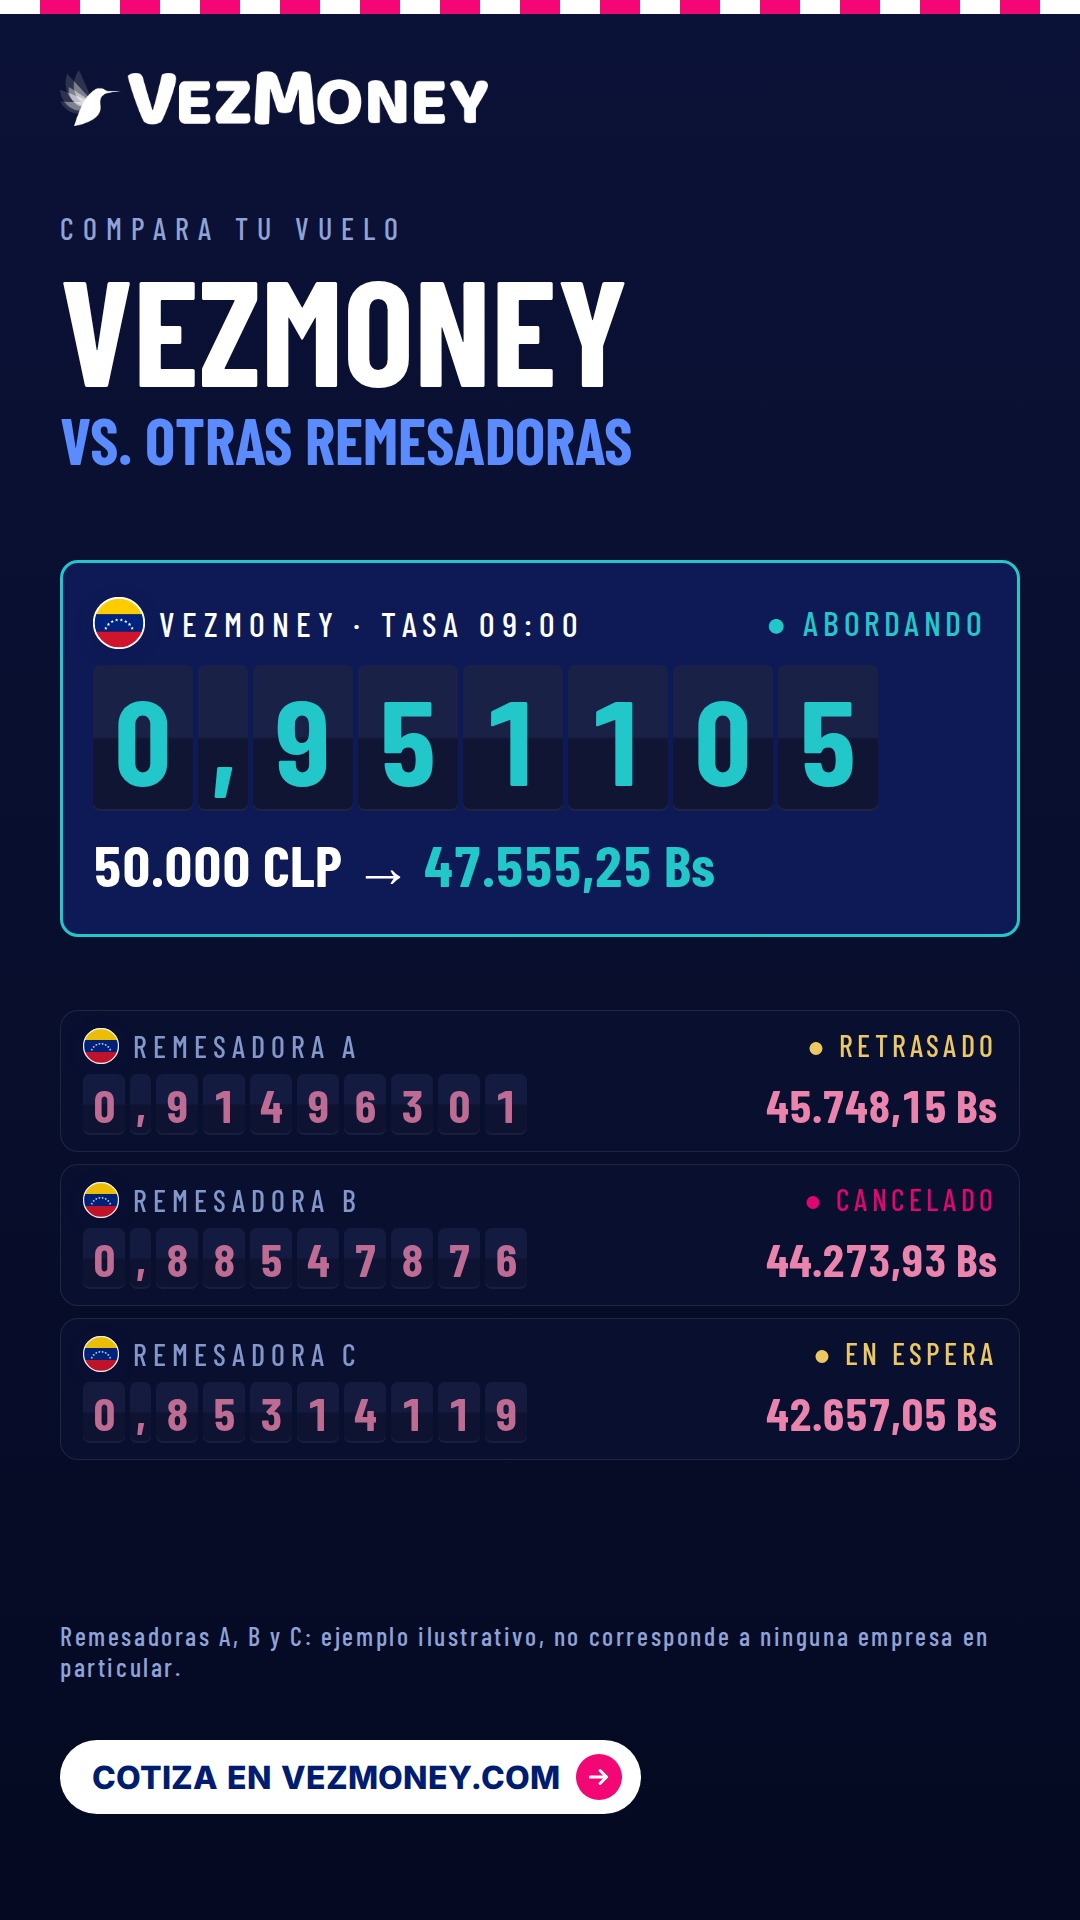 VEZMONEY
COMPARA TU VUELO
VEZMONEY
VS. OTRAS REMESADORAS
VEZMONEY · TASA 09:00
● ABORDANDO
0,951105
50.000 CLP → 47.555,25 Bs
REMESADORA A
● RETRASADO
0,91496301
45.748,15 Bs
REMESADORA B
● CANCELADO
0,88547876
44.273,93 Bs
REMESADORA C
● EN ESPERA
0,85314119
42.657,05 Bs
Remesadoras A, B y C: ejemplo ilustrativo, no corresponde a ninguna empresa en
particular.
COTIZA EN VEZMONEY.COM →